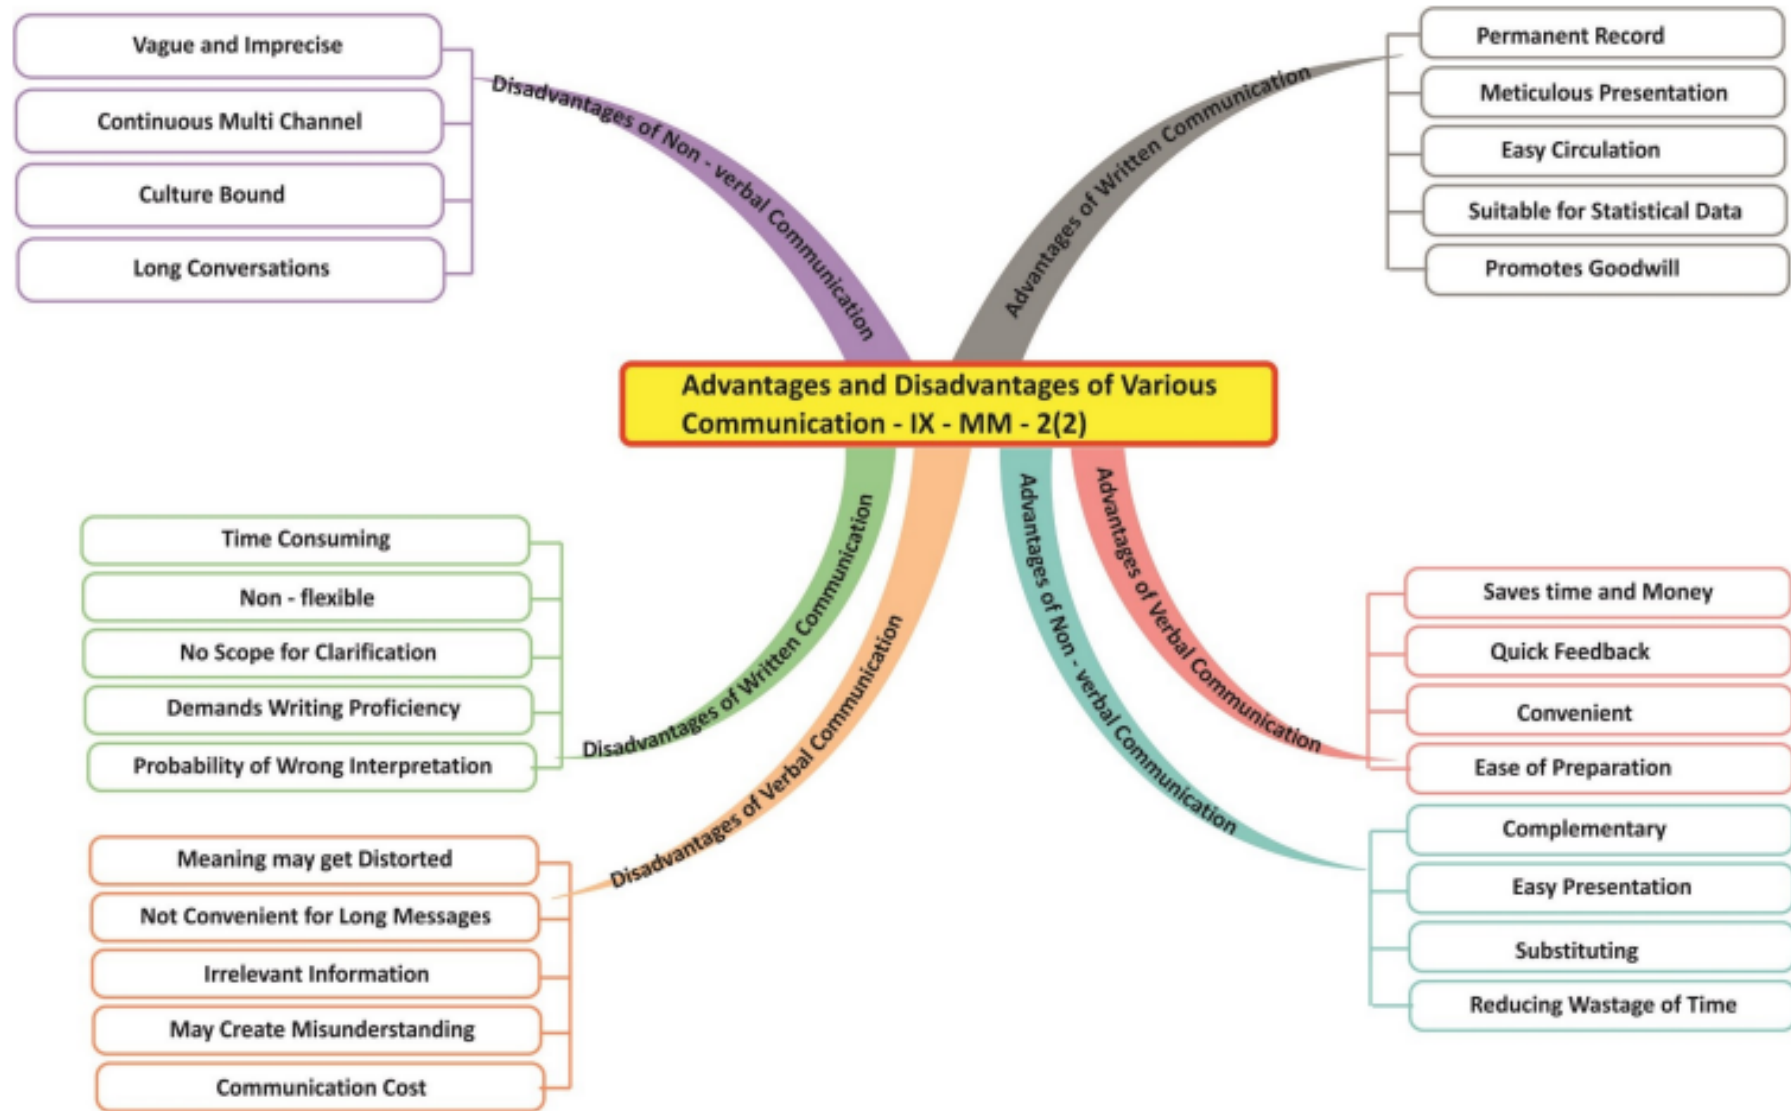 Advantages and Disadvantages of Various
Communication - IX - MM - 2(2)
Disadvantages of Non - verbal Communication
Vague and Imprecise
Continuous Multi Channel
Culture Bound
Long Conversations
Advantages of Written Communication
Permanent Record
Meticulous Presentation
Easy Circulation
Suitable for Statistical Data
Promotes Goodwill
Disadvantages of Written Communication
Time Consuming
Non - flexible
No Scope for Clarification
Demands Writing Proficiency
Probability of Wrong Interpretation
Disadvantages of Verbal Communication
Meaning may get Distorted
Not Convenient for Long Messages
Irrelevant Information
May Create Misunderstanding
Communication Cost
Advantages of Verbal Communication
Saves time and Money
Quick Feedback
Convenient
Ease of Preparation
Advantages of Non - verbal Communication
Complementary
Easy Presentation
Substituting
Reducing Wastage of Time